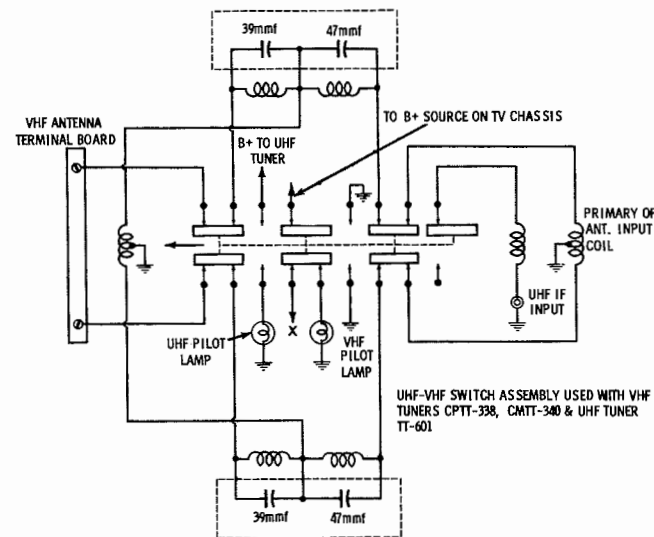 39mmf
47mmf
VHF ANTENNA
TERMINAL BOARD
B+ TO UHF
TUNER
TO B+ SOURCE ON TV CHASSIS
PRIMARY OF
ANT. INPUT
COIL
UHF IF
INPUT
UHF PILOT
LAMP
X
VHF
PILOT
LAMP
UHF-VHF SWITCH ASSEMBLY USED WITH VHF
TUNERS CPTT-338, CMTT-340 & UHF TUNER
TT-601
39mmf
47mmf